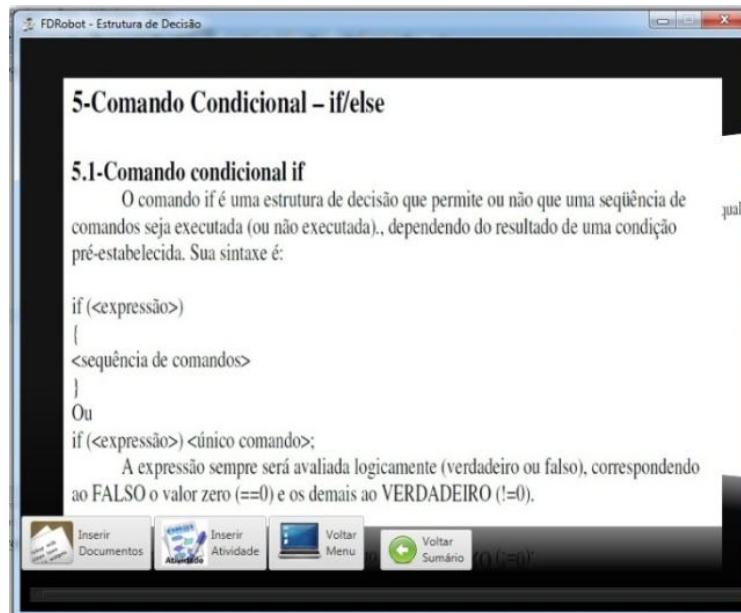 FDRobot - Estrutura de Decisão
5-Comando Condicional – if/else
5.1-Comando condicional if
O comando if é uma estrutura de decisão que permite ou não que uma seqüência de
comandos seja executada (ou não executada)., dependendo do resultado de uma condição
pré-estabelecida. Sua sintaxe é:
if (<expressão>)
{
<sequência de comandos>
}
Ou
if (<expressão>) <único comando>;
A expressão sempre será avaliada logicamente (verdadeiro ou falso), correspondendo
ao FALSO o valor zero (==0) e os demais ao VERDADEIRO (!=0).
Inserir
Documentos
Inserir
Atividade
Atividade
Voltar
Menu
Voltar
Sumário